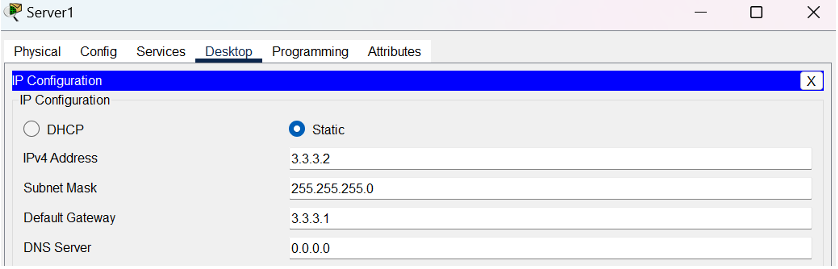 Server1
Physical Config Services Desktop Programming Attributes
IP Configuration X
IP Configuration
DHCP Static
IPv4 Address 3.3.3.2
Subnet Mask 255.255.255.0
Default Gateway 3.3.3.1
DNS Server 0.0.0.0